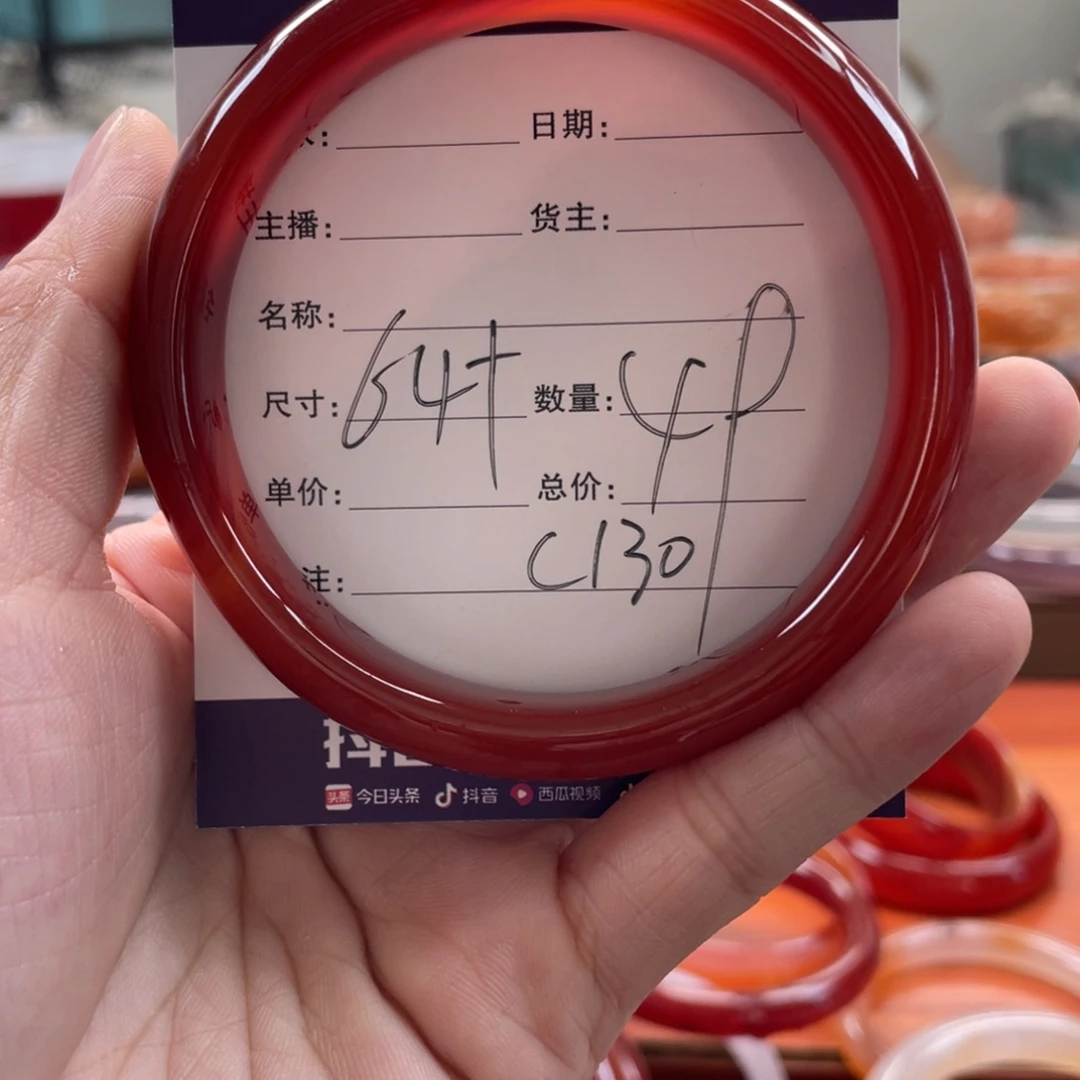 日期:
主播: 货主:
名称:
尺寸: 64+ 数量: 4P
单价: 总价:
C130
注:
今日头条 抖音 西瓜视频